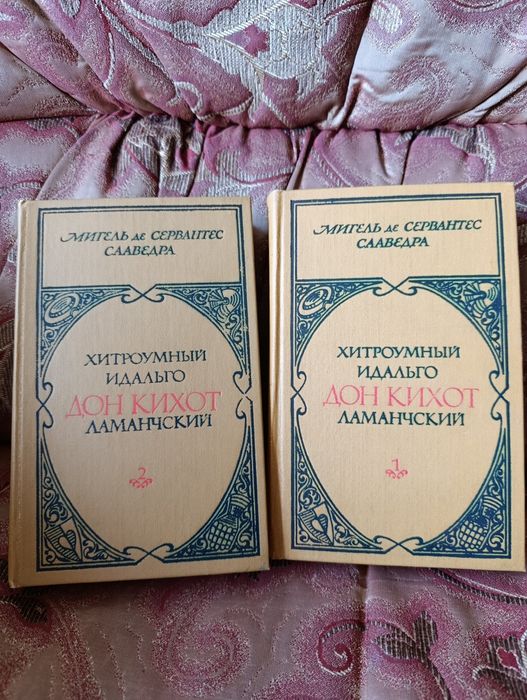 МИГЕЛЬ ДЕ СЕРВАНТЕС
СААВЕДРА
ХИТРОУМНЫЙ
ИДАЛЬГО
ДОН КИХОТ
ЛАМАНЧСКИЙ
2
МИГЕЛЬ ДЕ СЕРВАНТЕС
СААВЕДРА
ХИТРОУМНЫЙ
ИДАЛЬГО
ДОН КИХОТ
ЛАМАНЧСКИЙ
1